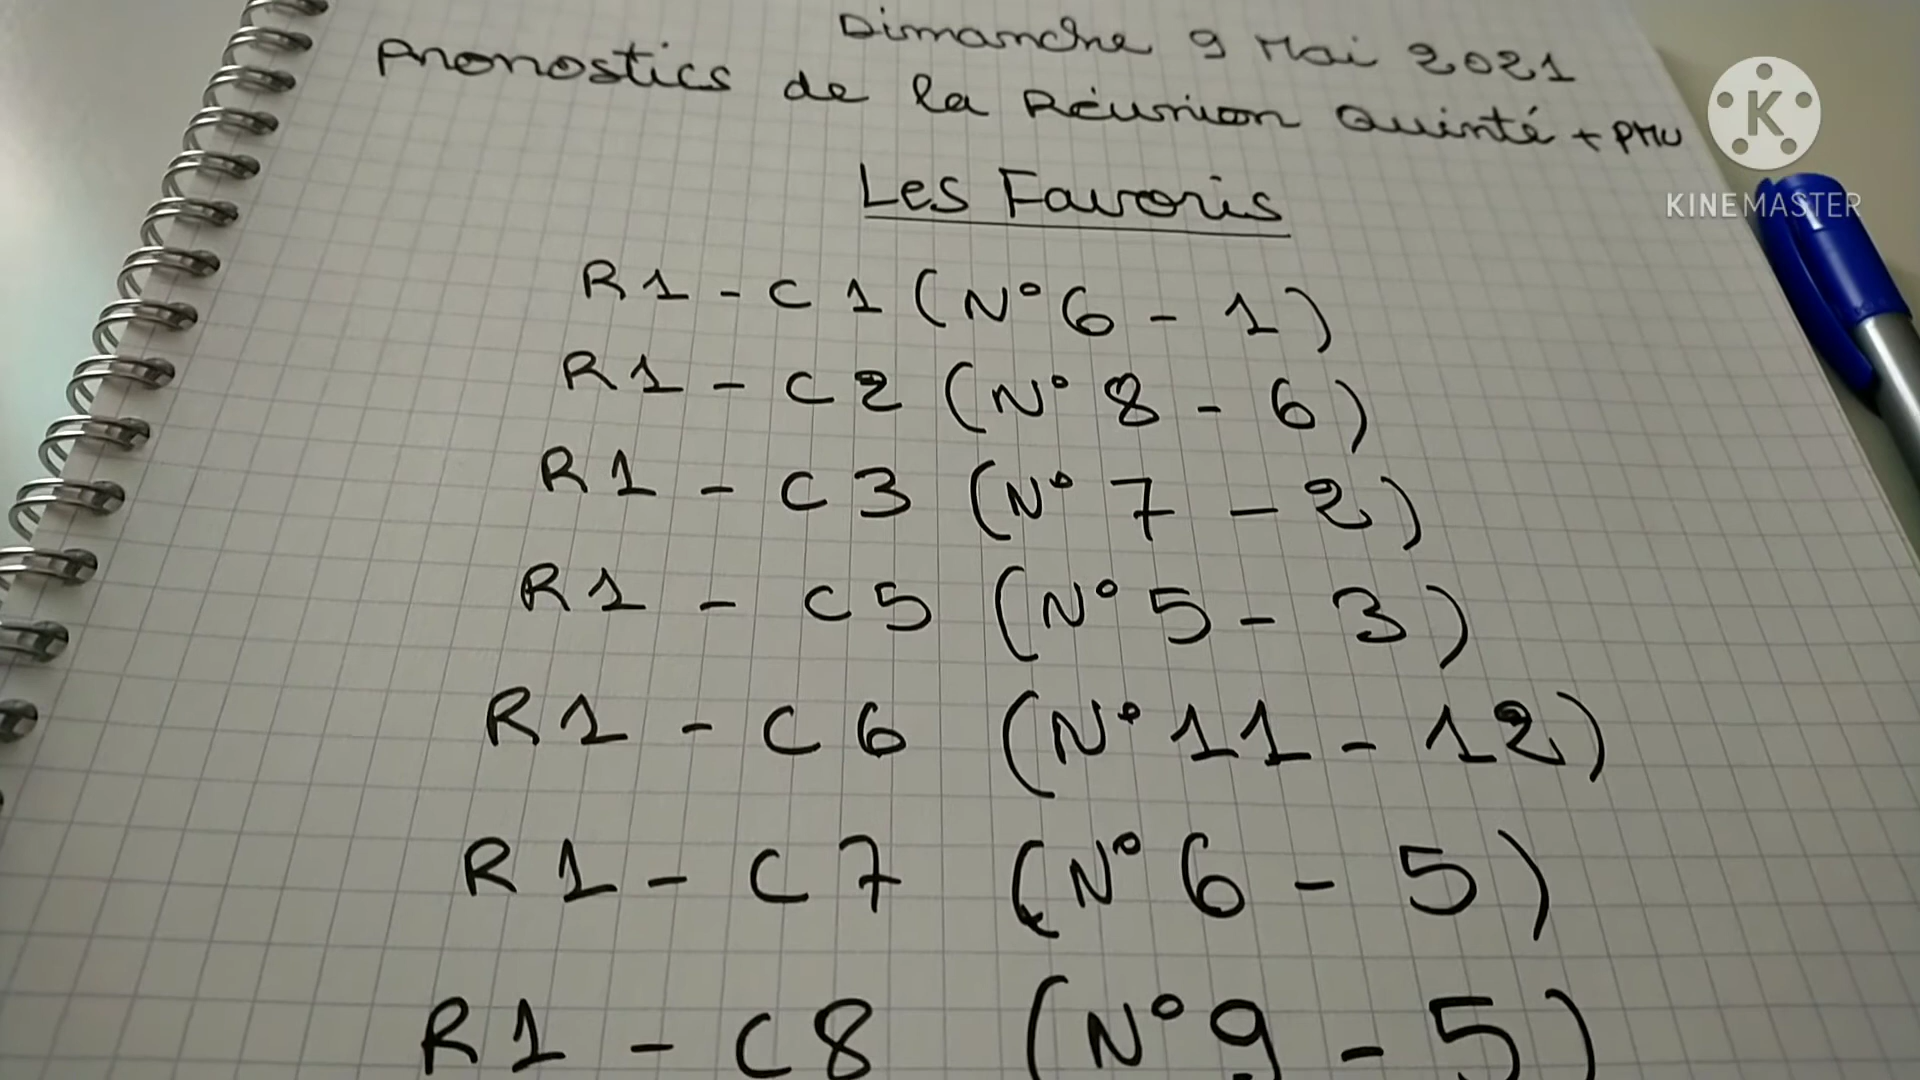 Dimanche 9 Mai 2021
Pronostics de la Réunion Quinté + PMU
Les Favoris
R1 - C1 (N° 6 - 1)
R1 - C2 (N° 8 - 6)
R1 - C3 (N° 7 - 2)
R1 - C5 (N° 5 - 3)
R1 - C6 (N° 11 - 12)
R1 - C7 (N° 6 - 5)
R1 - C8 (N° 9 - 5)
K
KINEMASTER